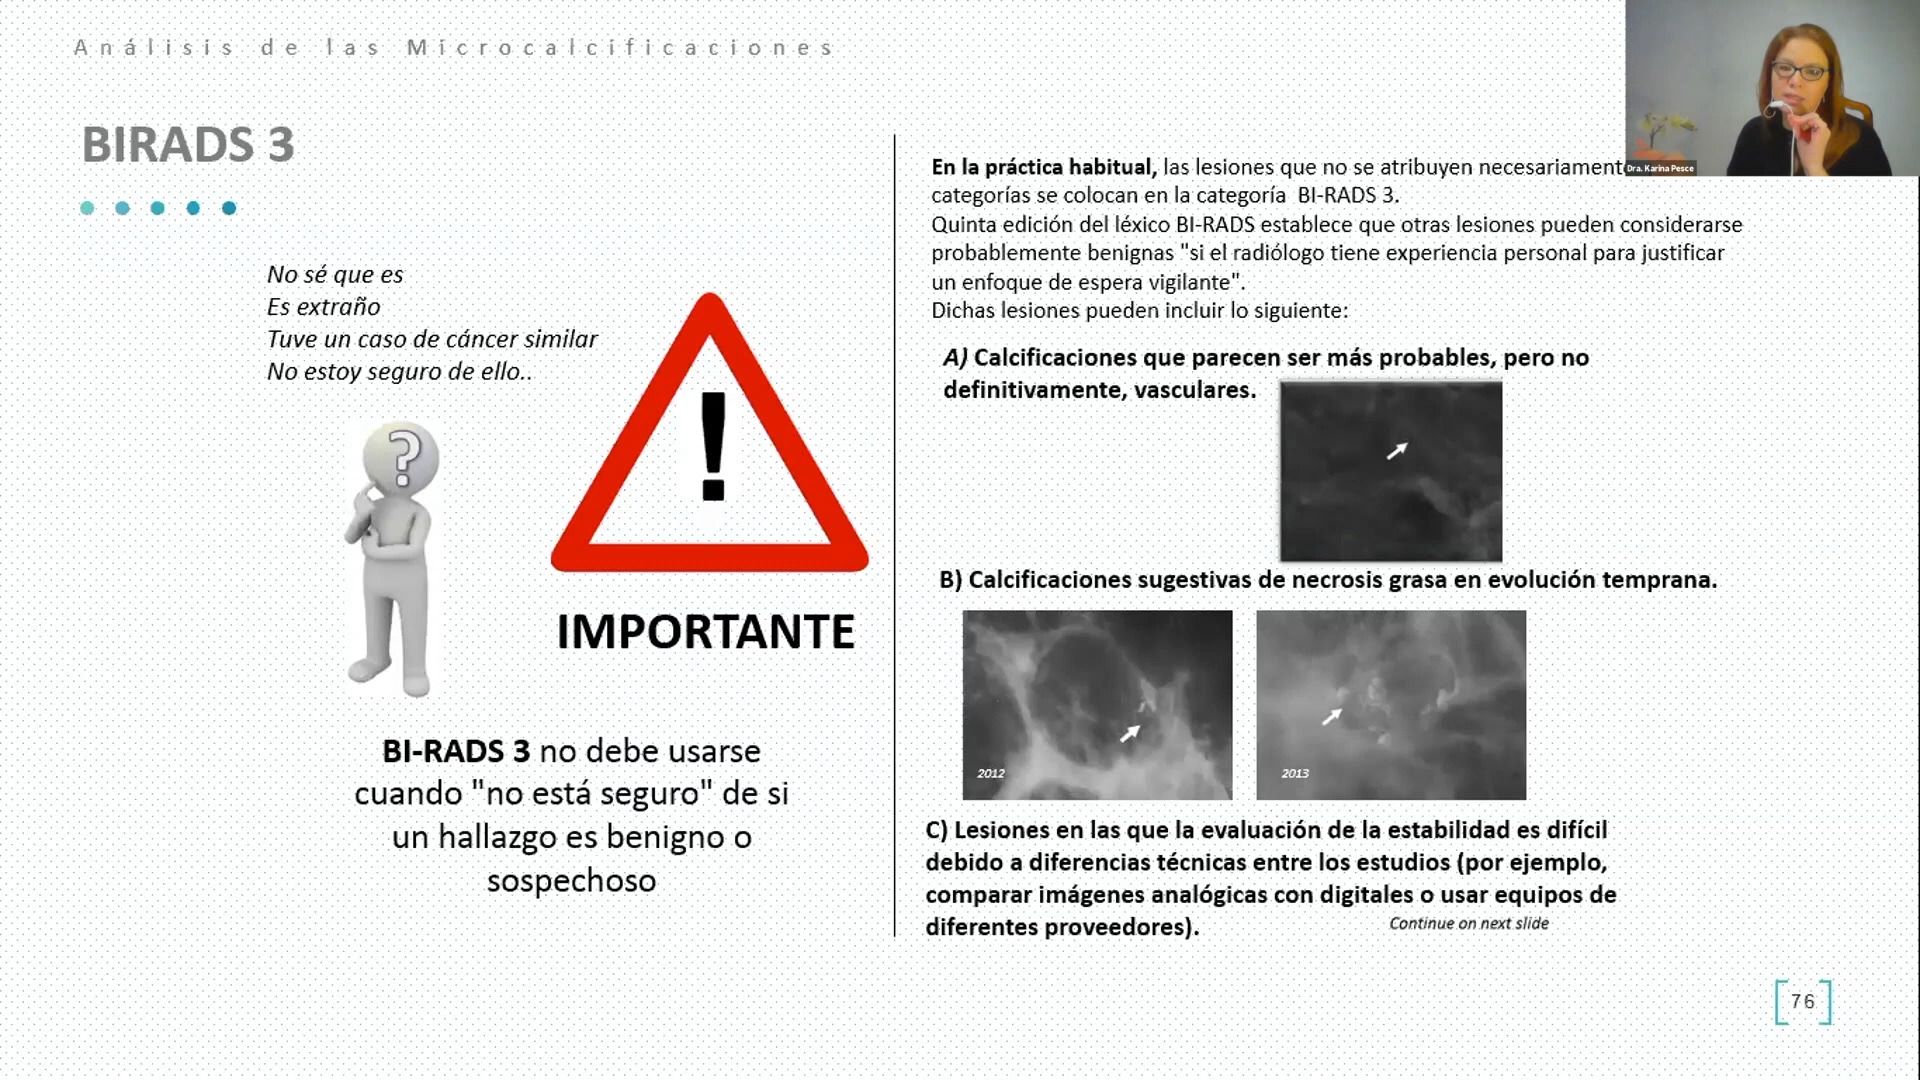 Análisis de las Microcalcificaciones
BIRADS 3
No sé que es
Es extraño
Tuve un caso de cáncer similar
No estoy seguro de ello..
?
!
IMPORTANTE
BI-RADS 3 no debe usarse
cuando "no está seguro" de si
un hallazgo es benigno o
sospechoso
En la práctica habitual, las lesiones que no se atribuyen
categorías se colocan en la categoría BI-RADS 3.
Quinta edición del léxico BI-RADS establece que otras lesiones pueden considerarse
probablemente benignas "si el radiólogo tiene experiencia personal para justificar
un enfoque de espera vigilante".
Dichas lesiones pueden incluir lo siguiente:
A) Calcificaciones que parecen ser más probables, pero no
definitivamente, vasculares.
B) Calcificaciones sugestivas de necrosis grasa en evolución temprana.
2012
2013
C) Lesiones en las que la evaluación de la estabilidad es difícil
debido a diferencias técnicas entre los estudios (por ejemplo,
comparar imágenes analógicas con digitales o usar equipos de
diferentes proveedores).
Continue on next slide
76
Dra. Karina Pesce